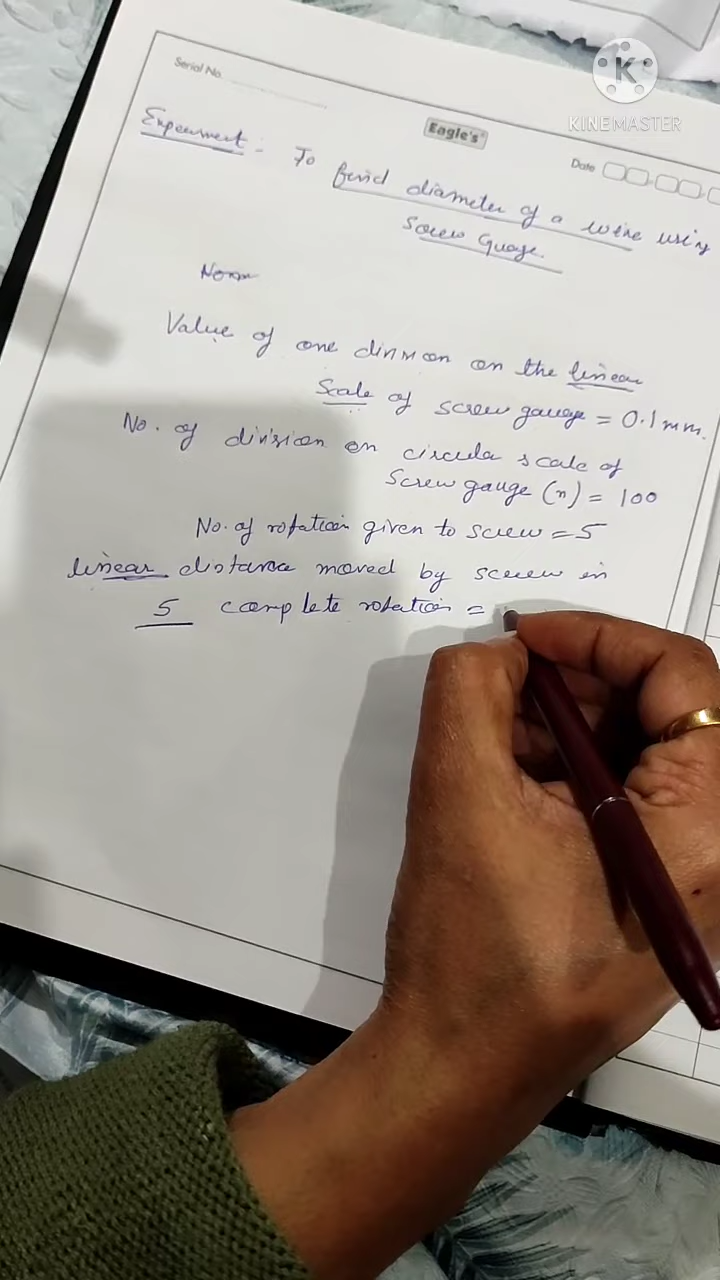 KINEMASTER
Serial No.
Eagle's
Date
Experiment :- To find diameter of a wire using
Screw Guage.
Value of one division on the linear
Scale of screw gauge = 0.1mm.
No. of division on circular scale of
Screw gauge (n) = 100
No. of rotation given to screw = 5
linear distance moved by screw in
5 complete rotation =